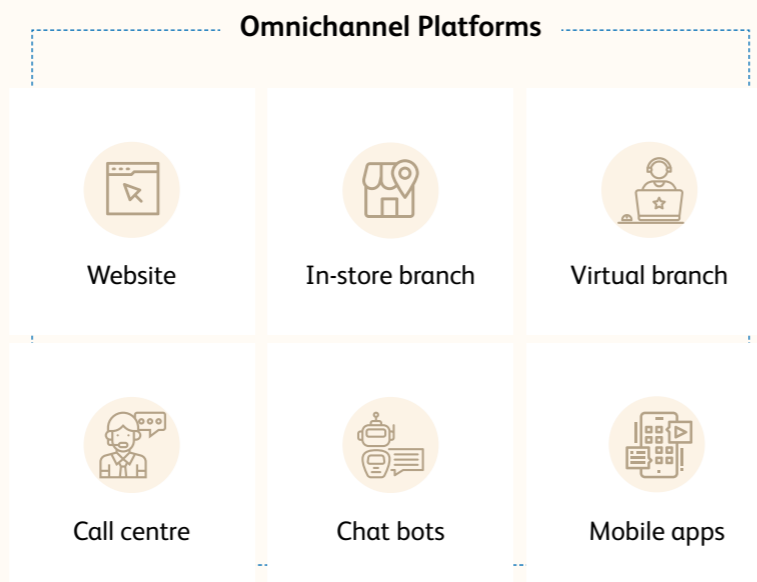 Omnichannel Platforms
Website
In-store branch
Virtual branch
Call centre
Chat bots
Mobile apps